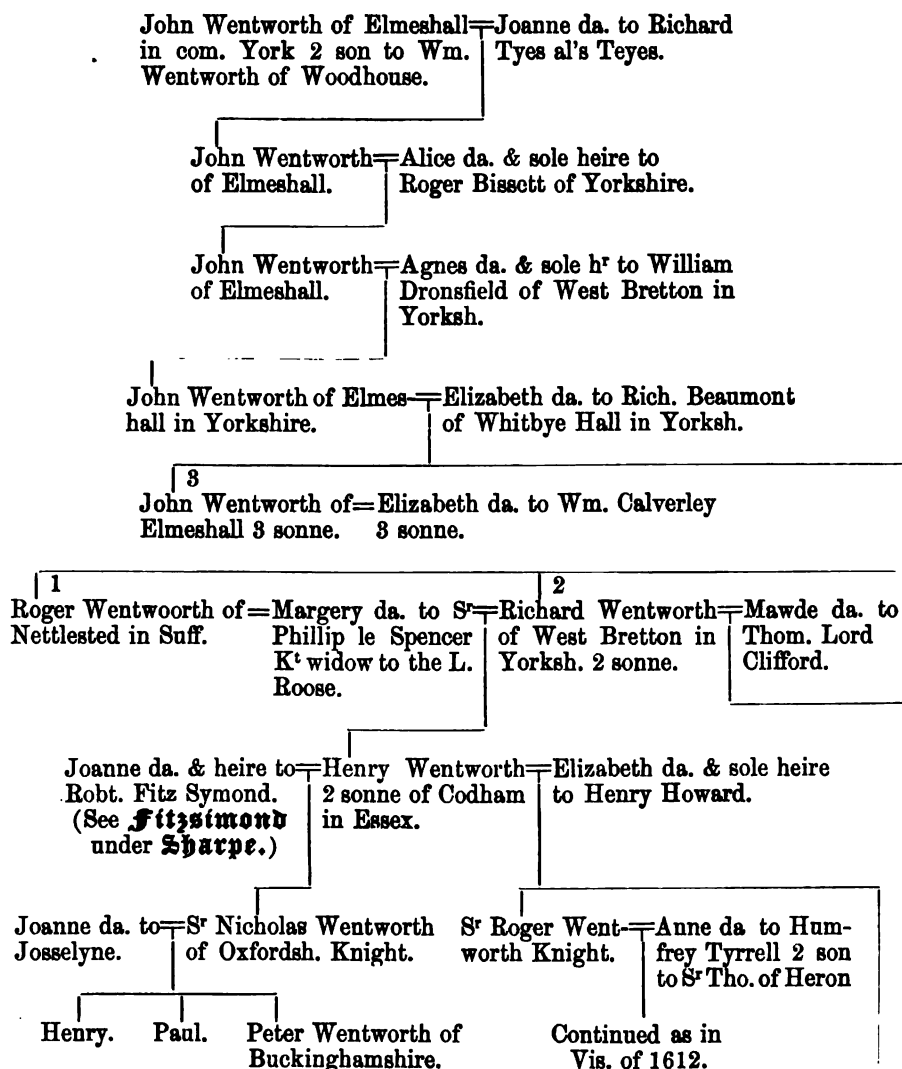 John Wentworth of Elmeshall=Joanne da. to Richard
in com. York 2 son to Wm. Tyes al's Teyes.
Wentworth of Woodhouse.
John Wentworth=Alice da. & sole heire to
of Elmeshall. Roger Bissett of Yorkshire.
John Wentworth=Agnes da. & sole hʳ to William
of Elmeshall. Dronsfield of West Bretton in
Yorksh.
John Wentworth of Elmes-=Elizabeth da. to Rich. Beaumont
hall in Yorkshire. of Whitbye Hall in Yorksh.
3
John Wentworth of=Elizabeth da. to Wm. Calverley
Elmeshall 3 sonne. 3 sonne.
1 2
Roger Wentwoorth of=Margery da. to Sʳ=Richard Wentworth=Mawde da. to
Nettlested in Suff. Phillip le Spencer of West Bretton in Thom. Lord
Kᵗ widow to the L. Yorksh. 2 sonne. Clifford.
Roose.
Joanne da. & heire to=Henry Wentworth=Elizabeth da. & sole heire
Robt. Fitz Symond. 2 sonne of Codham to Henry Howard.
(See Fitzsimond in Essex.
under Sharpe.)
Joanne da. to=Sʳ Nicholas Wentworth Sʳ Roger Went-=Anne da to Hum-
Josselyne. of Oxfordsh. Knight. worth Knight. frey Tyrrell 2 son
to Sʳ Tho. of Heron
Henry. Paul. Peter Wentworth of Continued as in
Buckinghamshire. Vis. of 1612.